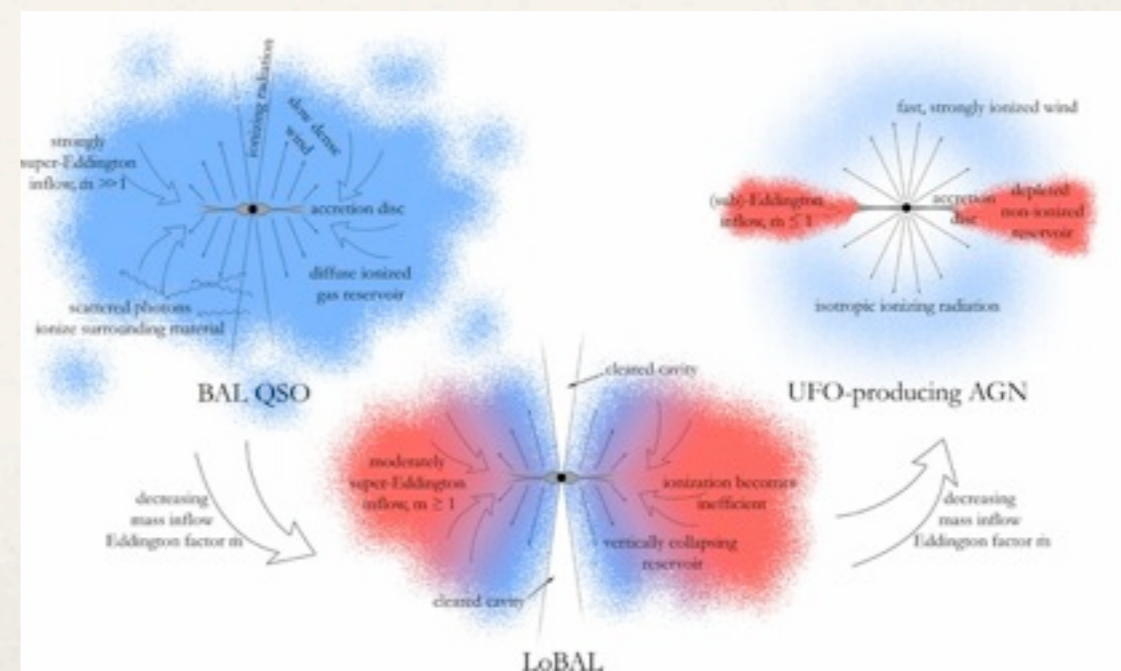 ionizing radiation
slow dense
wind
strongly
super-Eddington
inflow, ṁ >> 1
accretion disc
diffuse ionized
gas reservoir
scattered photons
ionize surrounding material
BAL QSO
fast, strongly ionized wind
(sub)-Eddington
inflow, ṁ ≤ 1
accretion
disc
depleted
non-ionized
reservoir
isotropic ionizing radiation
UFO-producing AGN
decreasing
mass inflow
Eddington factor ṁ
cleared cavity
moderately
super-Eddington
inflow, ṁ ≥ 1
ionization becomes
inefficient
vertically collapsing
reservoir
cleared cavity
LoBAL
decreasing
mass inflow
Eddington factor ṁ